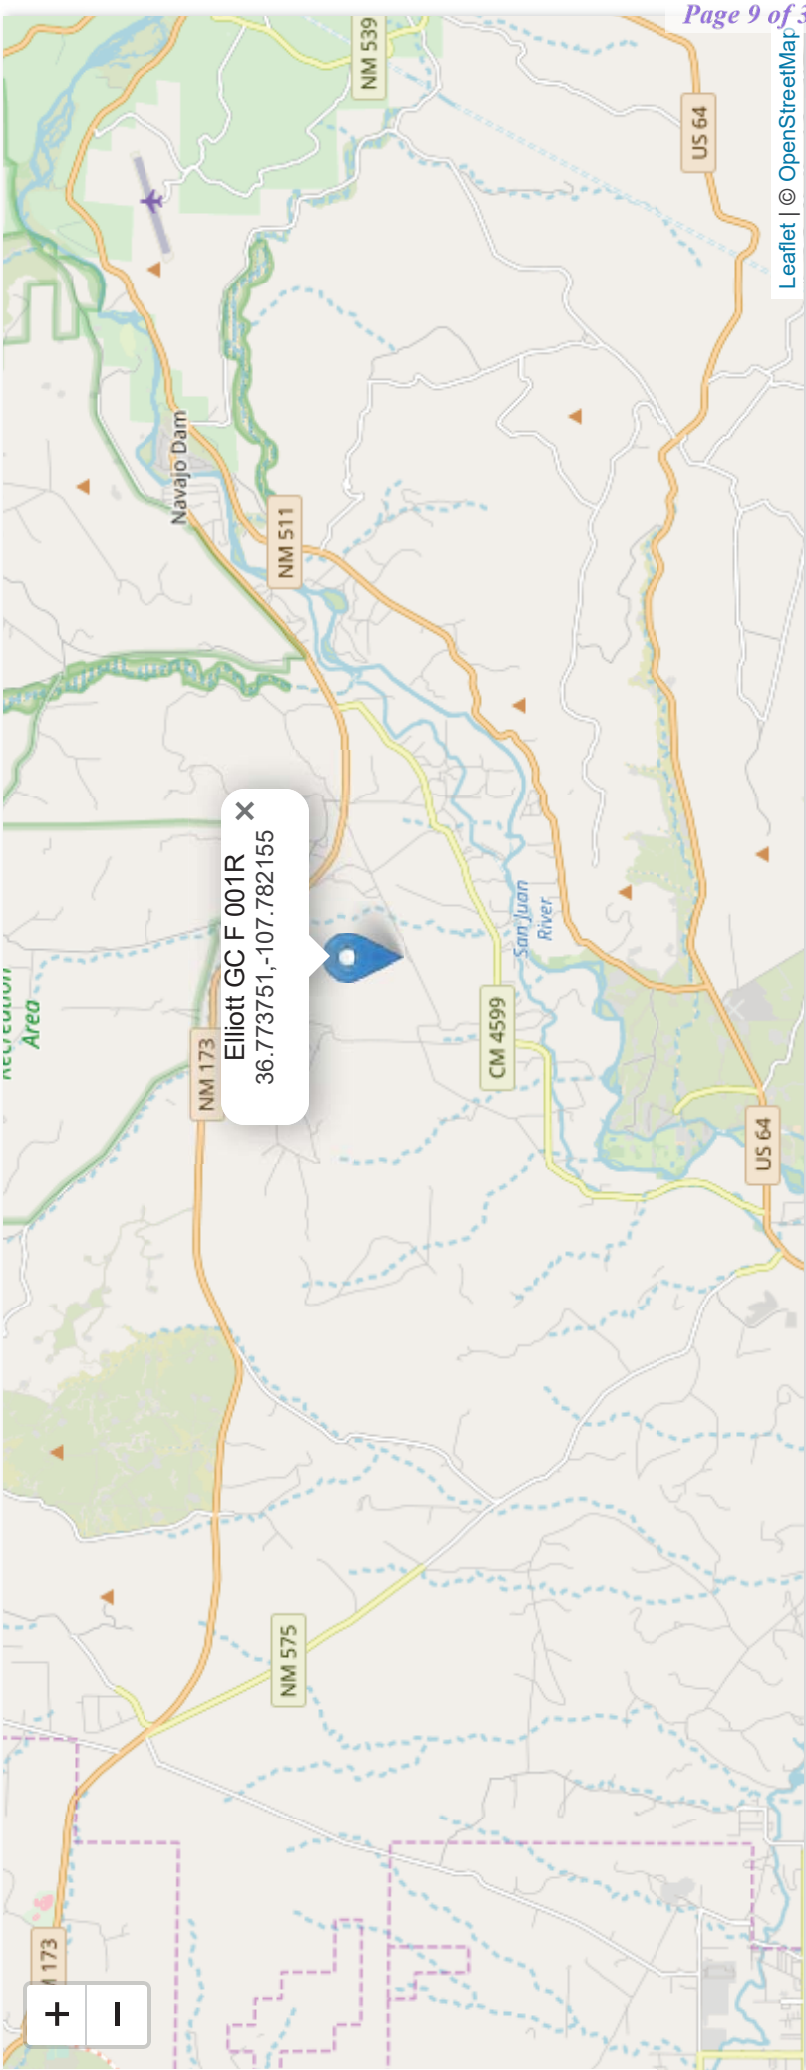 Page 9 of 3
Leaflet | © OpenStreetMap
NM 539
US 64
Navajo Dam
NM 511
Elliott GC F 001R
36.773751,-107.782155
×
San Juan
River
Recreation
Area
NM 173
CM 4599
US 64
NM 575
M 173
+
−